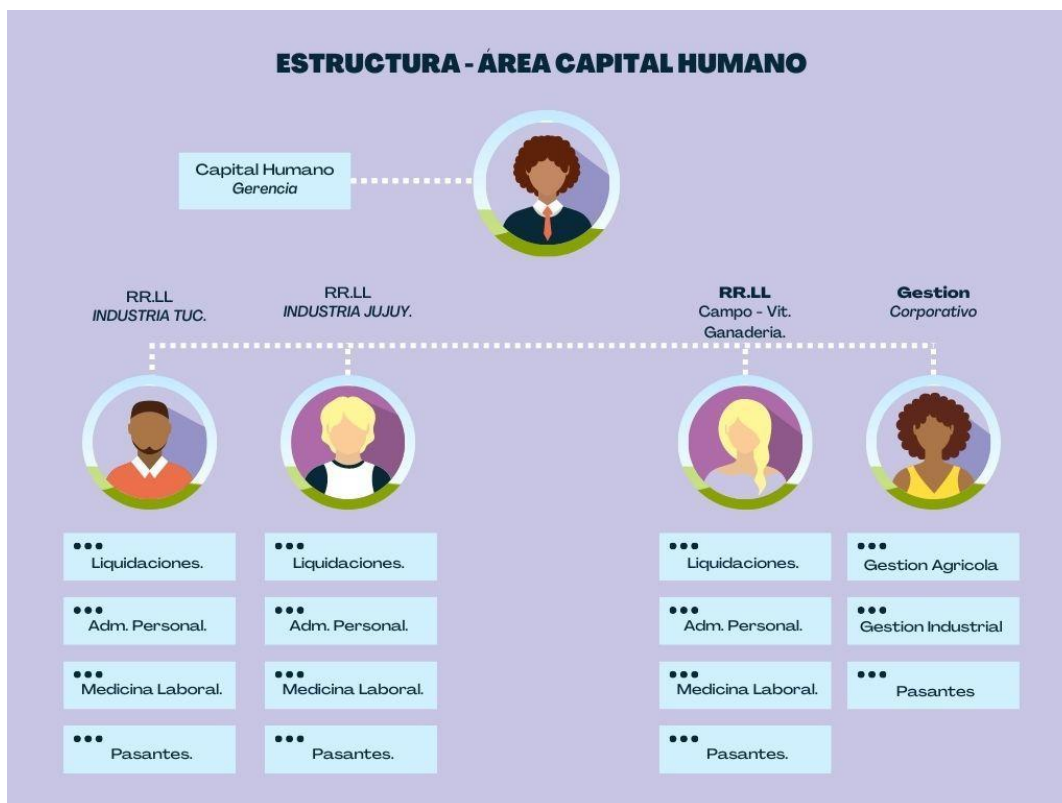 ESTRUCTURA - ÁREA CAPITAL HUMANO
Capital Humano
Gerencia
RR.LL
INDUSTRIA TUC.
RR.LL
INDUSTRIA JUJUY.
RR.LL
Campo - Vit.
Ganaderia.
Gestion
Corporativo
Liquidaciones.
Adm. Personal.
Medicina Laboral.
Pasantes.
Liquidaciones.
Adm. Personal.
Medicina Laboral.
Pasantes.
Liquidaciones.
Adm. Personal.
Medicina Laboral.
Pasantes.
Gestion Agricola
Gestion Industrial
Pasantes